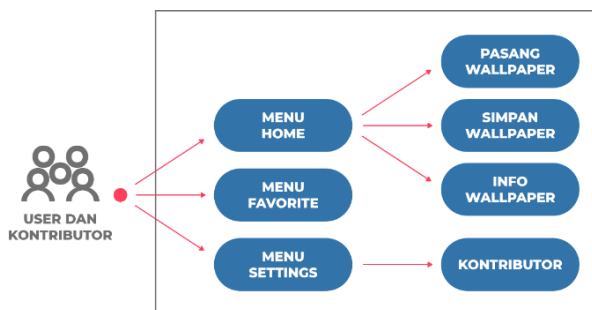 USER DAN
KONTRIBUTOR
MENU
HOME
MENU
FAVORITE
MENU
SETTINGS
PASANG
WALLPAPER
SIMPAN
WALLPAPER
INFO
WALLPAPER
KONTRIBUTOR